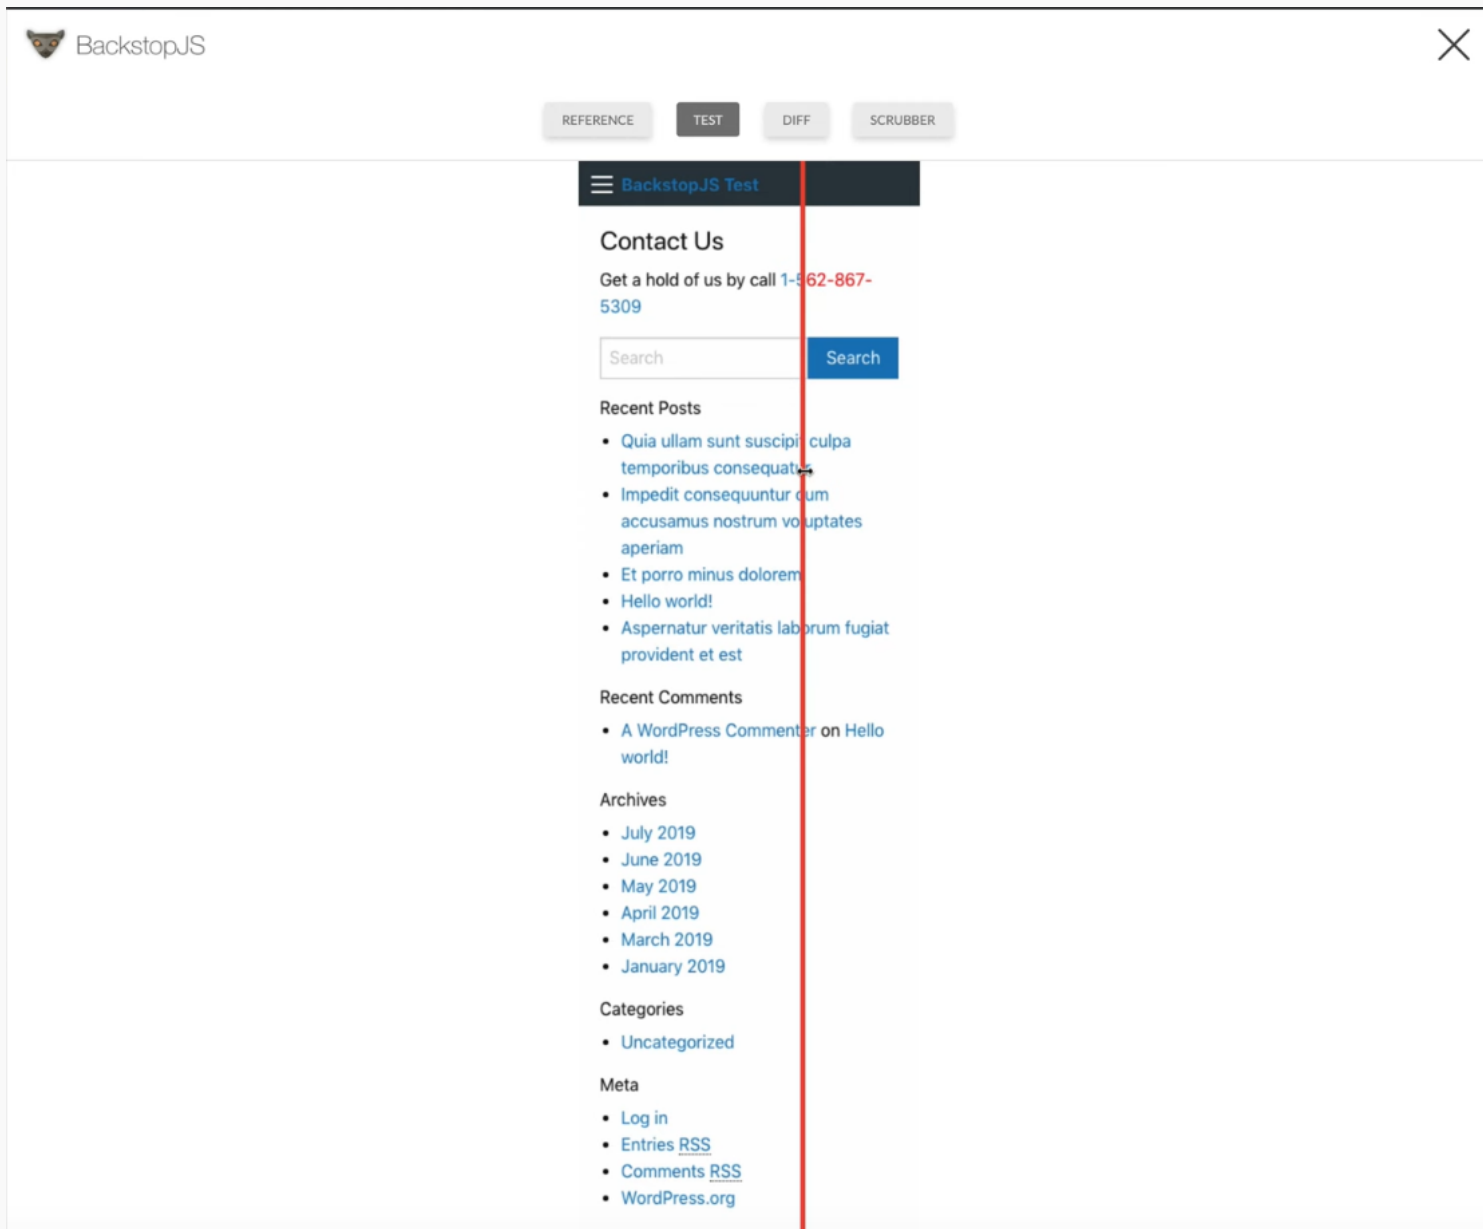 BackstopJS
REFERENCE
TEST
DIFF
SCRUBBER
BackstopJS Test
Contact Us
Get a hold of us by call 1-562-867-
5309
Search
Search
Recent Posts
Quia ullam sunt suscipit culpa
temporibus consequatur
Impedit consequuntur cum
accusamus nostrum voluptates
aperiam
Et porro minus dolorem
Hello world!
Aspernatur veritatis laborum fugiat
provident et est
Recent Comments
A WordPress Commenter on Hello
world!
Archives
July 2019
June 2019
May 2019
April 2019
March 2019
January 2019
Categories
Uncategorized
Meta
Log in
Entries RSS
Comments RSS
WordPress.org